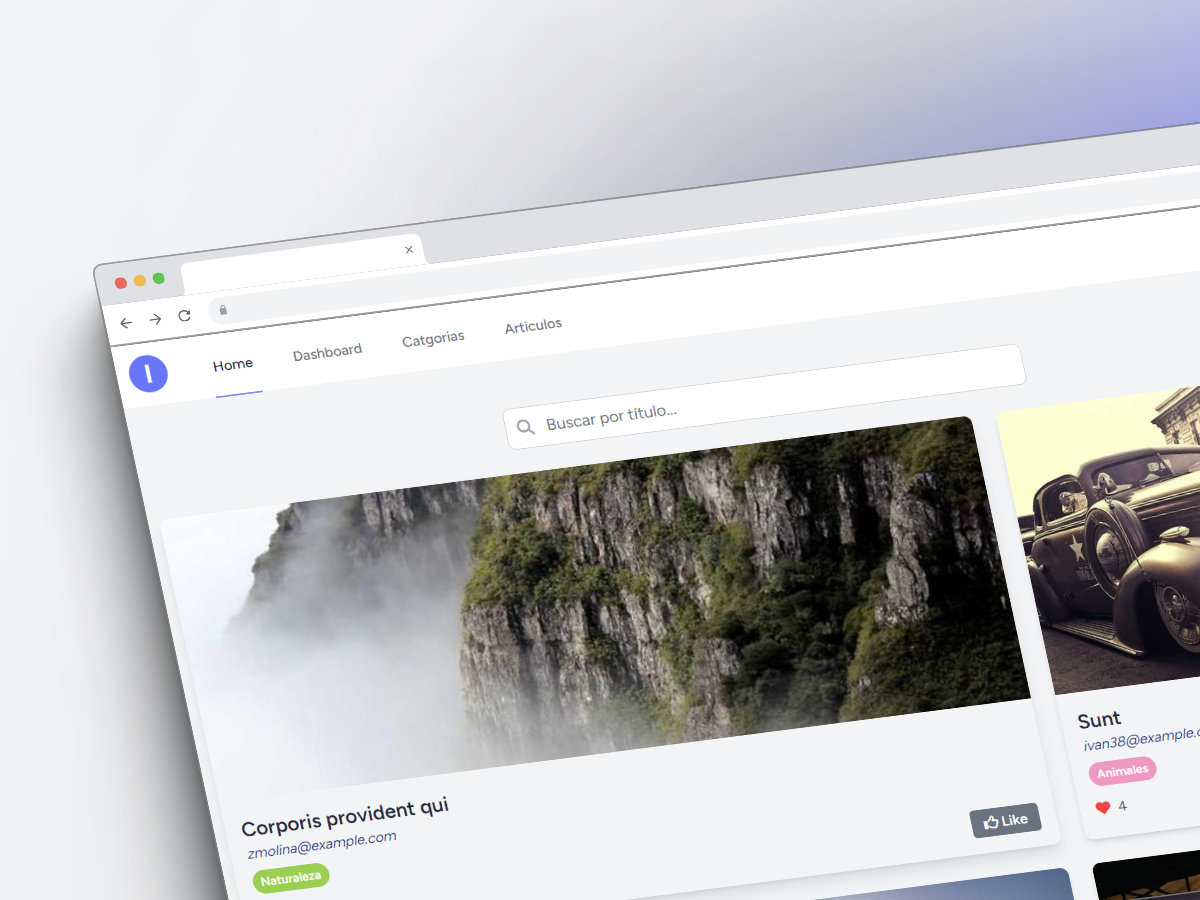 Home
Dashboard
Catgorias
Articulos
Buscar por título...
Corporis provident qui
zmolina@example.com
Naturaleza
Like
Sunt
ivan38@example.c
Animales
4